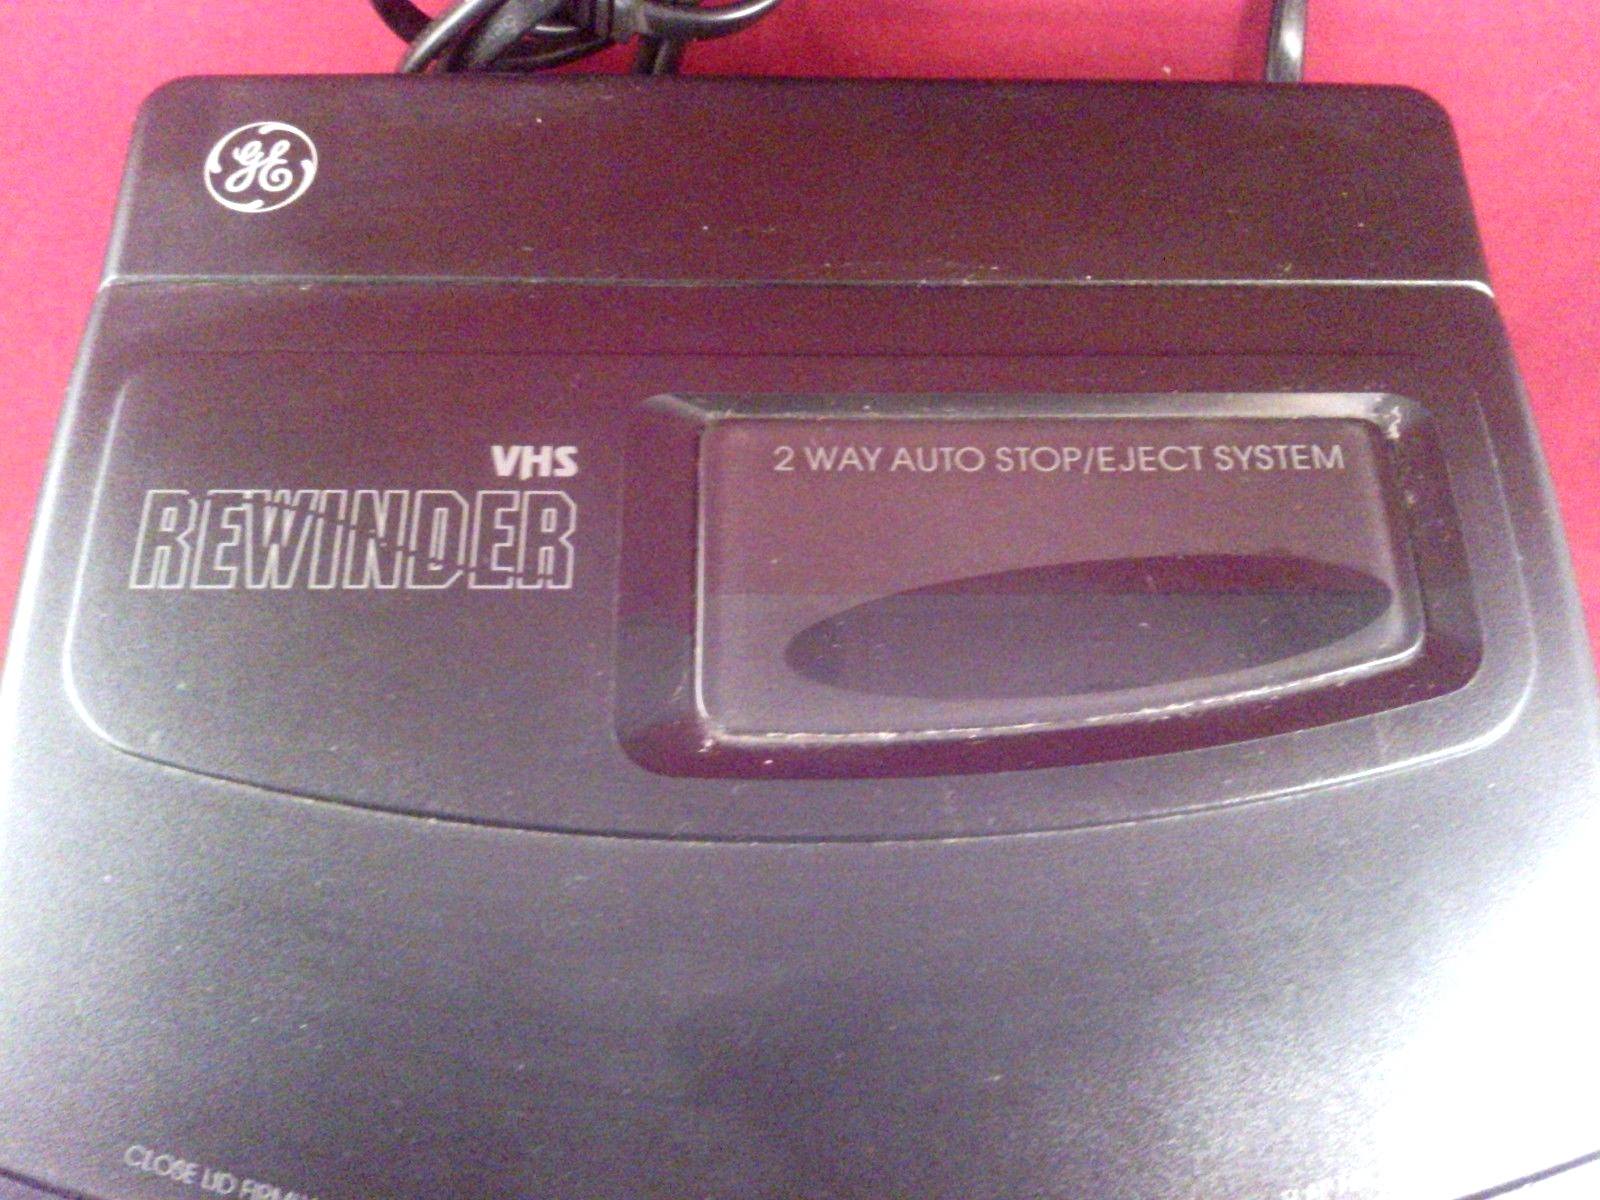 GE
VHS
REWINDER
2 WAY AUTO STOP/EJECT SYSTEM
CLOSE LID